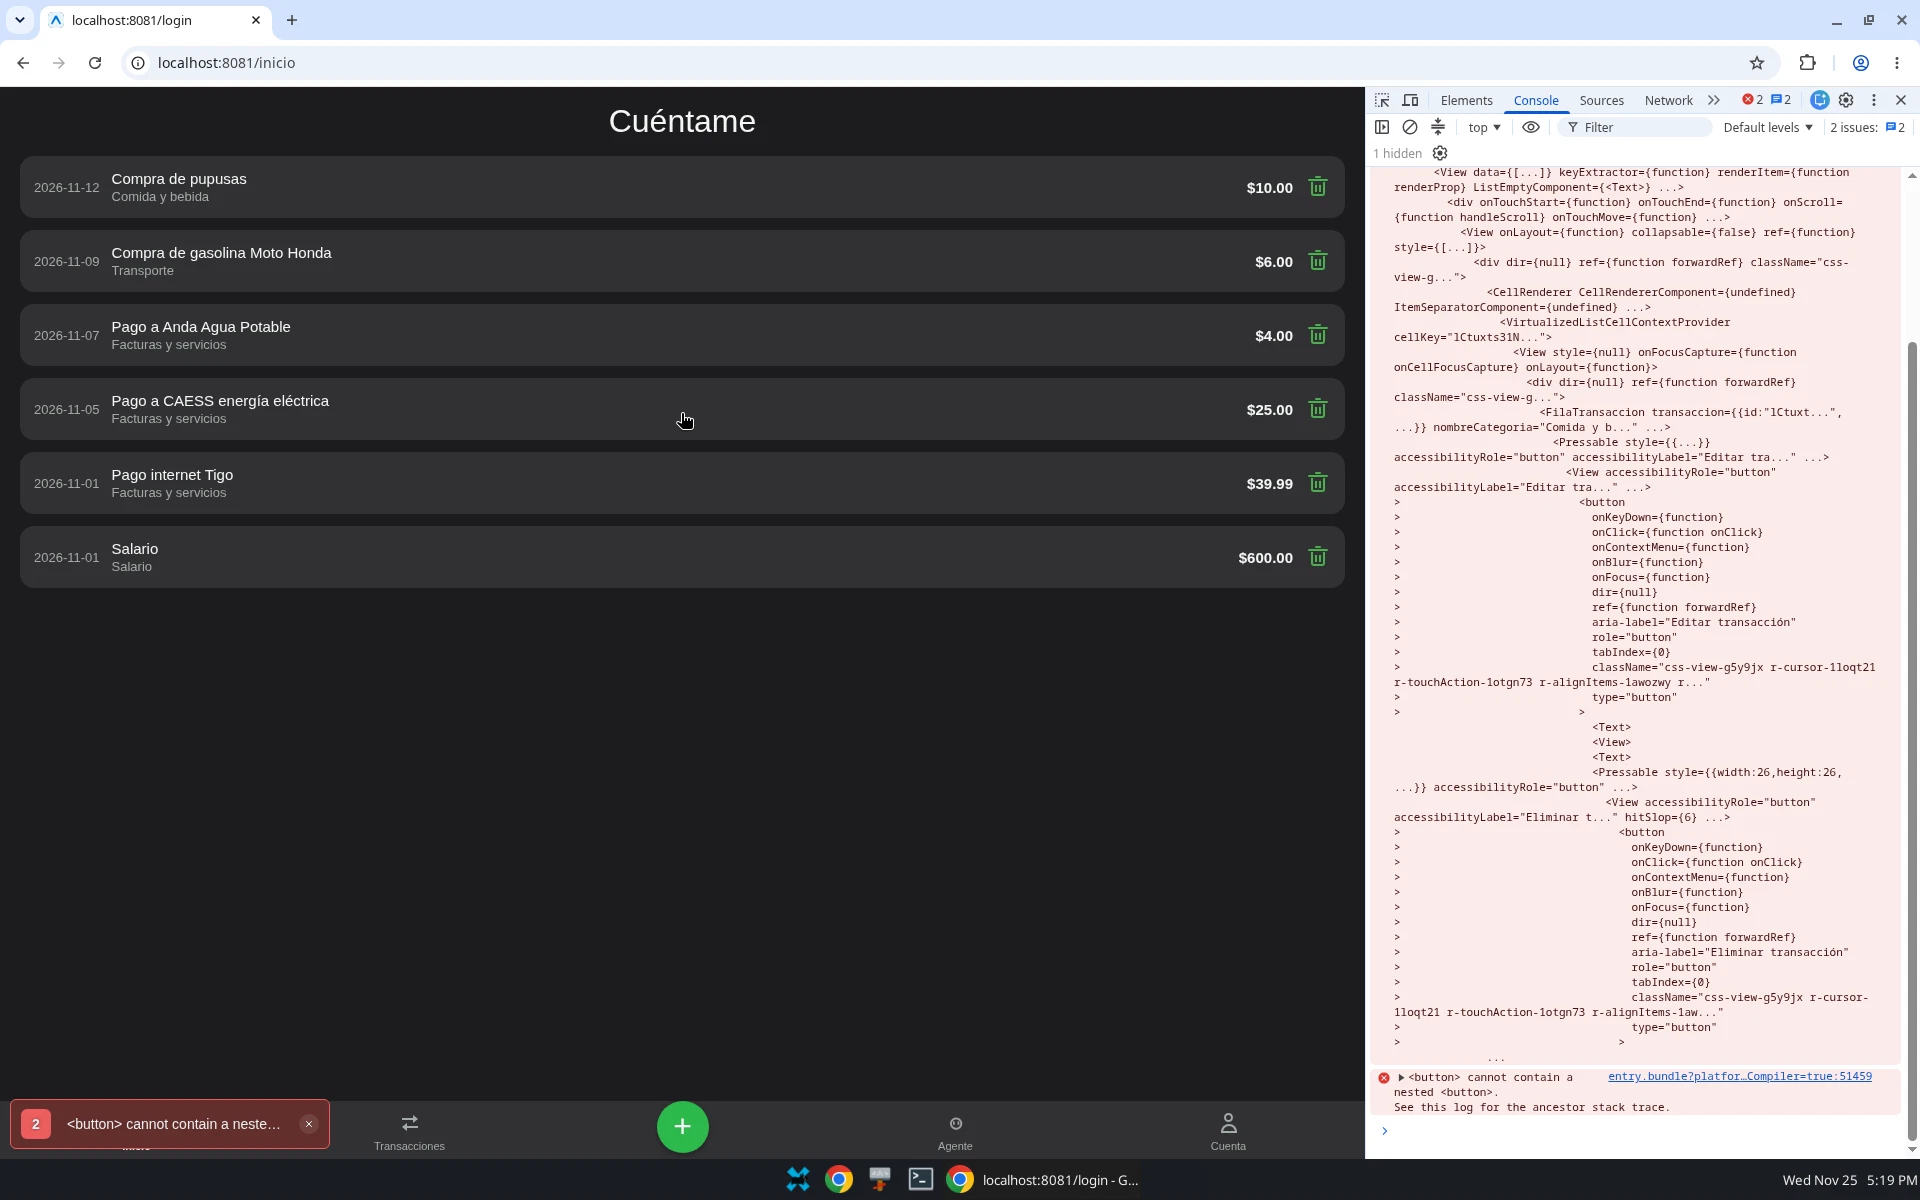 localhost:8081/login
localhost:8081/inicio
Cuéntame
2026-11-12
Compra de pupusas
Comida y bebida
$10.00
2026-11-09
Compra de gasolina Moto Honda
Transporte
$6.00
2026-11-07
Pago a Anda Agua Potable
Facturas y servicios
$4.00
2026-11-05
Pago a CAESS energía eléctrica
Facturas y servicios
$25.00
2026-11-01
Pago internet Tigo
Facturas y servicios
$39.99
2026-11-01
Salario
Salario
$600.00
2
<button> cannot contain a neste…
Transacciones
+
Agente
Cuenta
Elements Console Sources Network 2 2
top Filter Default levels 2 issues: 2
1 hidden
<View data={[...]} keyExtractor={function} renderItem={function
renderProp} ListEmptyComponent={<Text>} ...>
<div onTouchStart={function} onTouchEnd={function} onScroll=
{function handleScroll} onTouchMove={function} ...>
<View onLayout={function} collapsable={false} ref={function}
style={[...]}>
<div dir={null} ref={function forwardRef} className="css-
view-g...">
<CellRenderer CellRendererComponent={undefined}
ItemSeparatorComponent={undefined} ...>
<VirtualizedListCellContextProvider
cellKey="lCtuxts31N...">
<View style={null} onFocusCapture={function
onCellFocusCapture} onLayout={function}>
<div dir={null} ref={function forwardRef}
className="css-view-g...">
<FilaTransaccion transaccion={{id:"lCtuxt...",
...}} nombreCategoria="Comida y b..." ...>
<Pressable style={{...}}
accessibilityRole="button" accessibilityLabel="Editar tra..." ...>
<View accessibilityRole="button"
accessibilityLabel="Editar tra..." ...>
> <button
> onKeyDown={function}
> onClick={function onClick}
> onContextMenu={function}
> onBlur={function}
> onFocus={function}
> dir={null}
> ref={function forwardRef}
> aria-label="Editar transacción"
> role="button"
> tabIndex={0}
> className="css-view-g5y9jx r-cursor-1loqt21
r-touchAction-1otgn73 r-alignItems-1awozwy r..."
> type="button"
> >
<Text>
<View>
<Text>
<Pressable style={{width:26,height:26,
...}} accessibilityRole="button" ...>
<View accessibilityRole="button"
accessibilityLabel="Eliminar t..." hitSlop={6} ...>
> <button
> onKeyDown={function}
> onClick={function onClick}
> onContextMenu={function}
> onBlur={function}
> onFocus={function}
> dir={null}
> ref={function forwardRef}
> aria-label="Eliminar transacción"
> role="button"
> tabIndex={0}
> className="css-view-g5y9jx r-cursor-
1loqt21 r-touchAction-1otgn73 r-alignItems-1aw..."
> type="button"
> >
...
<button> cannot contain a entry.bundle?platfor…Compiler=true:51459
nested <button>.
See this log for the ancestor stack trace.
localhost:8081/login - G...
Wed Nov 25 5:19 PM